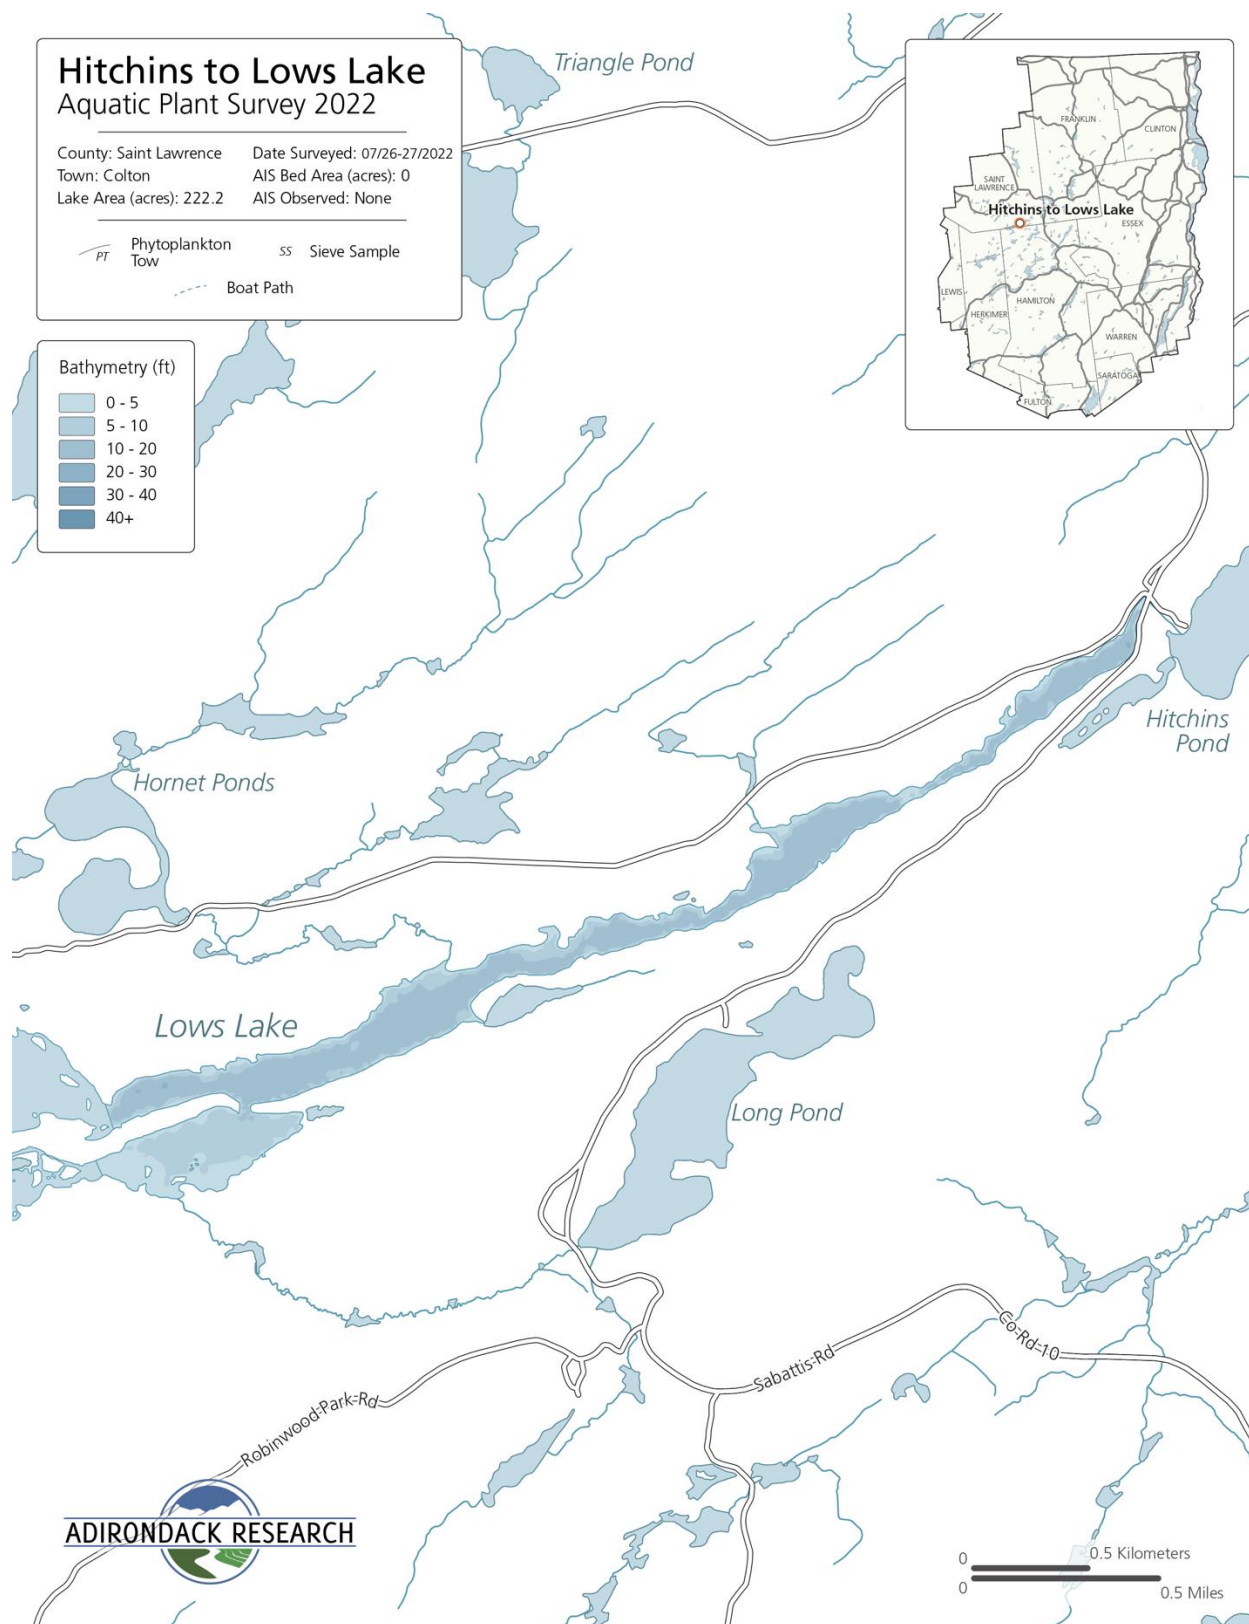 Hitchins to Lows Lake
Aquatic Plant Survey 2022
County: Saint Lawrence
Town: Colton
Lake Area (acres): 222.2
Date Surveyed: 07/26-27/2022
AIS Bed Area (acres): 0
AIS Observed: None
PT
Phytoplankton
Tow
SS Sieve Sample
Boat Path
Bathymetry (ft)
0 - 5
5 - 10
10 - 20
20 - 30
30 - 40
40+
Triangle Pond
FRANKLIN
CLINTON
SAINT
LAWRENCE
Hitchins to Lows Lake
ESSEX
LEWIS
HERKIMER
HAMILTON
WARREN
SARATOGA
FULTON
Hitchins
Pond
Hornet Ponds
Lows Lake
Long Pond
Co-Rd-10
Sabattis-Rd
Robinwood-Park-Rd
ADIRONDACK RESEARCH
0 0.5 Kilometers
0 0.5 Miles